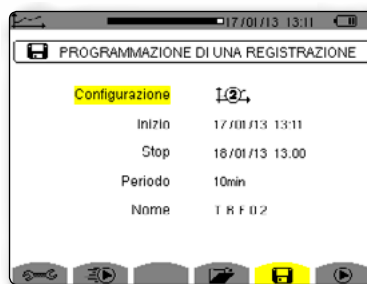 17/01/13 13:11
PROGRAMMAZIONE DI UNA REGISTRAZIONE
Configurazione 2
Inizio 17/01/13 13:11
Stop 18/01/13 13:00
Periodo 10min
Nome T R F 0 2